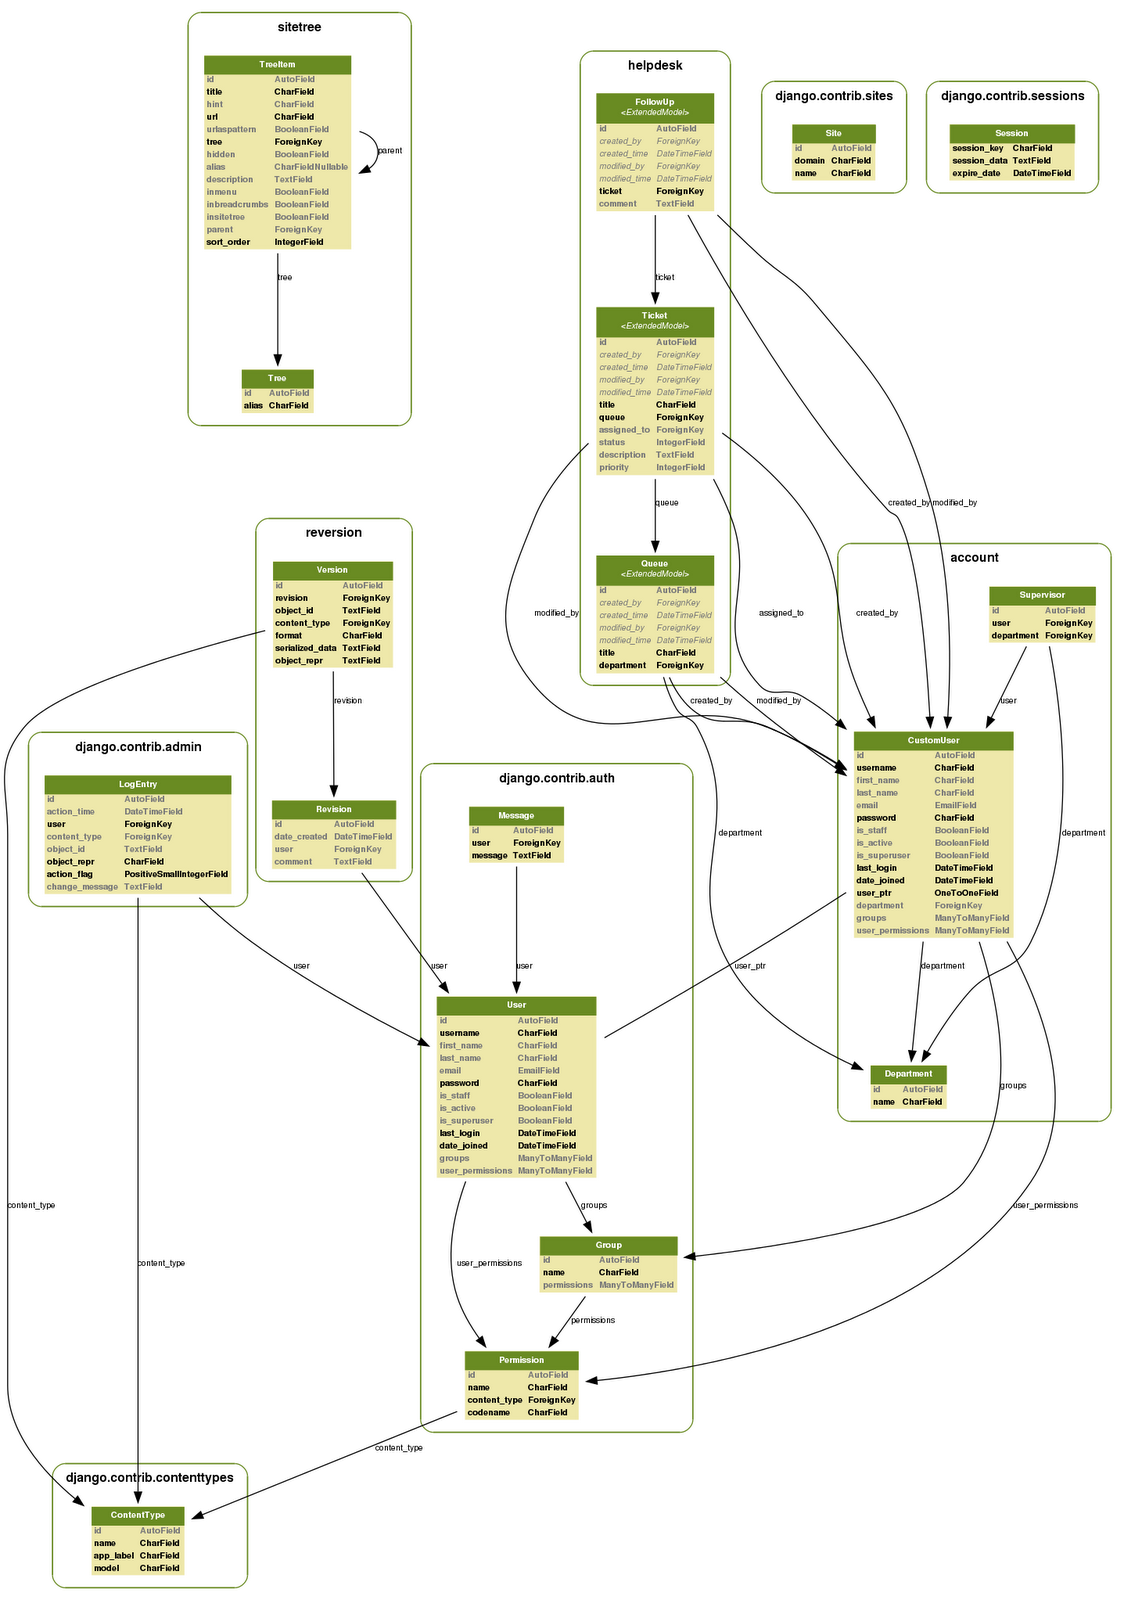 sitetree
TreeItem
id AutoField
title CharField
hint CharField
url CharField
urlaspattern BooleanField
tree ForeignKey
hidden BooleanField
alias CharFieldNullable
description TextField
inmenu BooleanField
inbreadcrumbs BooleanField
insitetree BooleanField
parent ForeignKey
sort_order IntegerField
parent
tree
Tree
id AutoField
alias CharField
helpdesk
FollowUp
<ExtendedModel>
id AutoField
created_by ForeignKey
created_time DateTimeField
modified_by ForeignKey
modified_time DateTimeField
ticket ForeignKey
comment TextField
ticket
Ticket
<ExtendedModel>
id AutoField
created_by ForeignKey
created_time DateTimeField
modified_by ForeignKey
modified_time DateTimeField
title CharField
queue ForeignKey
assigned_to ForeignKey
status IntegerField
description TextField
priority IntegerField
queue
Queue
<ExtendedModel>
id AutoField
created_by ForeignKey
created_time DateTimeField
modified_by ForeignKey
modified_time DateTimeField
title CharField
department ForeignKey
django.contrib.sites
Site
id AutoField
domain CharField
name CharField
django.contrib.sessions
Session
session_key CharField
session_data TextField
expire_date DateTimeField
created_by modified_by
modified_by
assigned_to
created_by
created_by
modified_by
department
reversion
Version
id AutoField
revision ForeignKey
object_id TextField
content_type ForeignKey
format CharField
serialized_data TextField
object_repr TextField
revision
Revision
id AutoField
date_created DateTimeField
user ForeignKey
comment TextField
account
Supervisor
id AutoField
user ForeignKey
department ForeignKey
user
department
CustomUser
id AutoField
username CharField
first_name CharField
last_name CharField
email EmailField
password CharField
is_staff BooleanField
is_active BooleanField
is_superuser BooleanField
last_login DateTimeField
date_joined DateTimeField
user_ptr OneToOneField
department ForeignKey
groups ManyToManyField
user_permissions ManyToManyField
department
Department
id AutoField
name CharField
django.contrib.admin
LogEntry
id AutoField
action_time DateTimeField
user ForeignKey
content_type ForeignKey
object_id TextField
object_repr CharField
action_flag PositiveSmallIntegerField
change_message TextField
django.contrib.auth
Message
id AutoField
user ForeignKey
message TextField
user
user
user
user_ptr
User
id AutoField
username CharField
first_name CharField
last_name CharField
email EmailField
password CharField
is_staff BooleanField
is_active BooleanField
is_superuser BooleanField
last_login DateTimeField
date_joined DateTimeField
groups ManyToManyField
user_permissions ManyToManyField
groups
user_permissions
groups
user_permissions
Group
id AutoField
name CharField
permissions ManyToManyField
permissions
Permission
id AutoField
name CharField
content_type ForeignKey
codename CharField
content_type
content_type
content_type
django.contrib.contenttypes
ContentType
id AutoField
name CharField
app_label CharField
model CharField